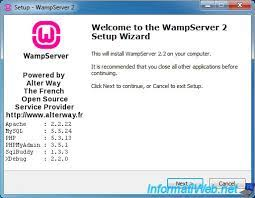 Setup - WampServer 2
WampServer
Powered by
Alter Way
The French
Open Source
Service Provider
http://www.alterway.fr
Apache : 2.2.22
MySQL : 5.5.24
PHP : 5.3.13
PHPMyAdmin : 3.5.1
SqlBuddy : 1.3.3
XDebug : 2.2.0
Welcome to the WampServer 2
Setup Wizard
This will install WampServer 2.2 on your computer.
It is recommended that you close all other applications before
continuing.
Click Next to continue, or Cancel to exit Setup.
Next >
Cancel
InformatiWeb.net